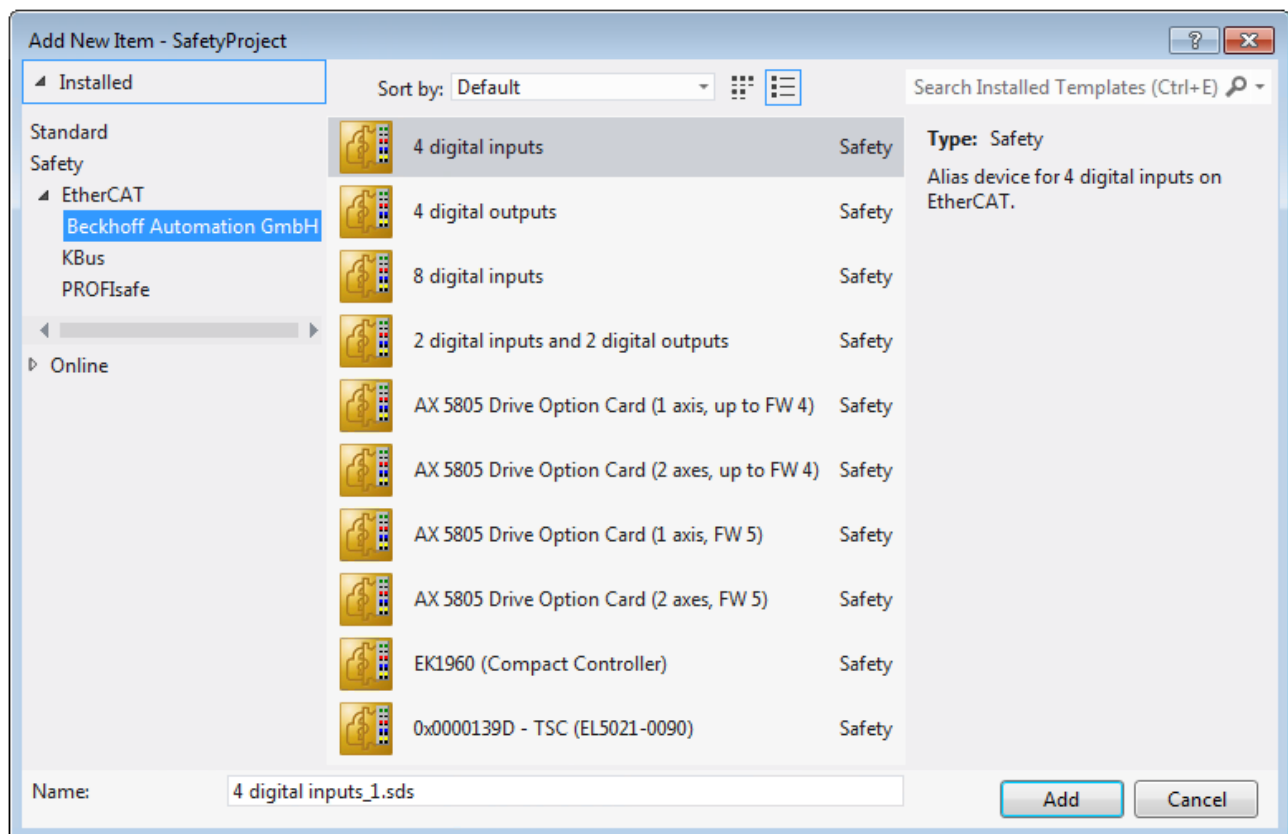 Add New Item - SafetyProject
Installed
Sort by: Default
Search Installed Templates (Ctrl+E)
Standard
Safety
EtherCAT
Beckhoff Automation GmbH
KBus
PROFIsafe
Online
4 digital inputs Safety
4 digital outputs Safety
8 digital inputs Safety
2 digital inputs and 2 digital outputs Safety
AX 5805 Drive Option Card (1 axis, up to FW 4) Safety
AX 5805 Drive Option Card (2 axes, up to FW 4) Safety
AX 5805 Drive Option Card (1 axis, FW 5) Safety
AX 5805 Drive Option Card (2 axes, FW 5) Safety
EK1960 (Compact Controller) Safety
0x0000139D - TSC (EL5021-0090) Safety
Type: Safety
Alias device for 4 digital inputs on
EtherCAT.
Name: 4 digital inputs_1.sds
Add Cancel